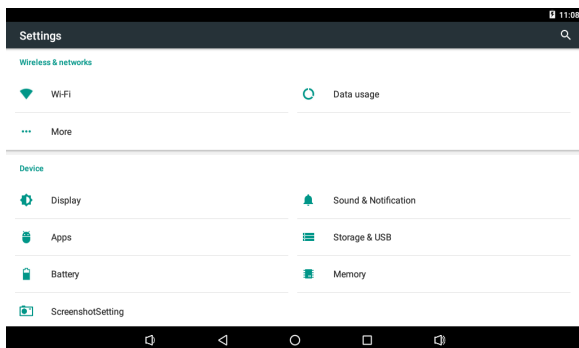 11:08
Settings
Wireless & networks
Wi-Fi
Data usage
More
Device
Display
Sound & Notification
Apps
Storage & USB
Battery
Memory
ScreenshotSetting